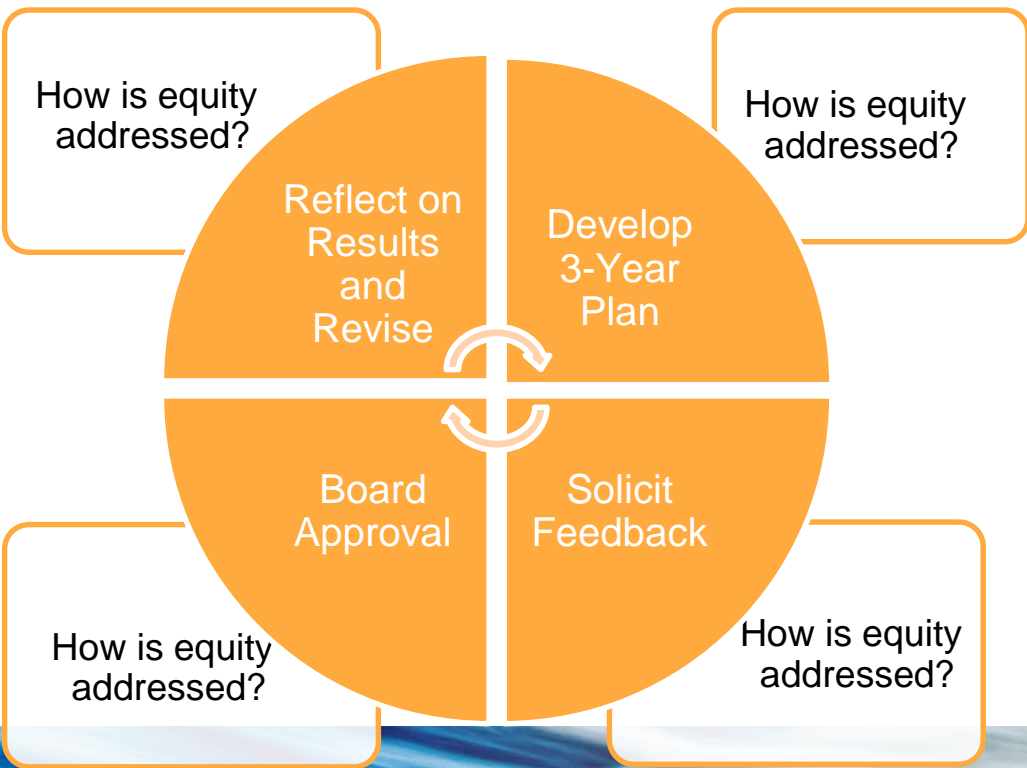 How is equity
addressed?
How is equity
addressed?
Reflect on
Results
and
Revise
Develop
3-Year
Plan
Board
Approval
Solicit
Feedback
How is equity
addressed?
How is equity
addressed?